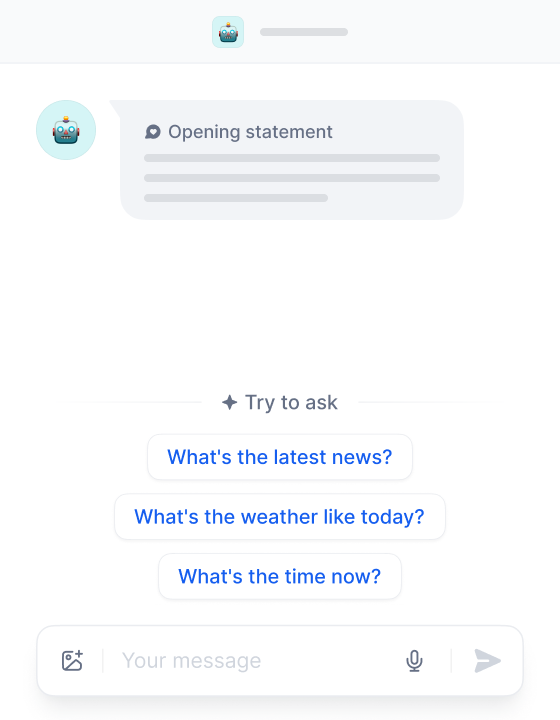 Opening statement
Try to ask
What's the latest news?
What's the weather like today?
What's the time now?
Your message